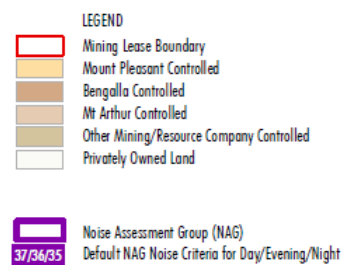 LEGEND
Mining Lease Boundary
Mount Pleasant Controlled
Bengalla Controlled
Mt Arthur Controlled
Other Mining/Resource Company Controlled
Privately Owned Land
Noise Assessment Group (NAG)
37/36/35 Default NAG Noise Criteria for Day/Evening/Night